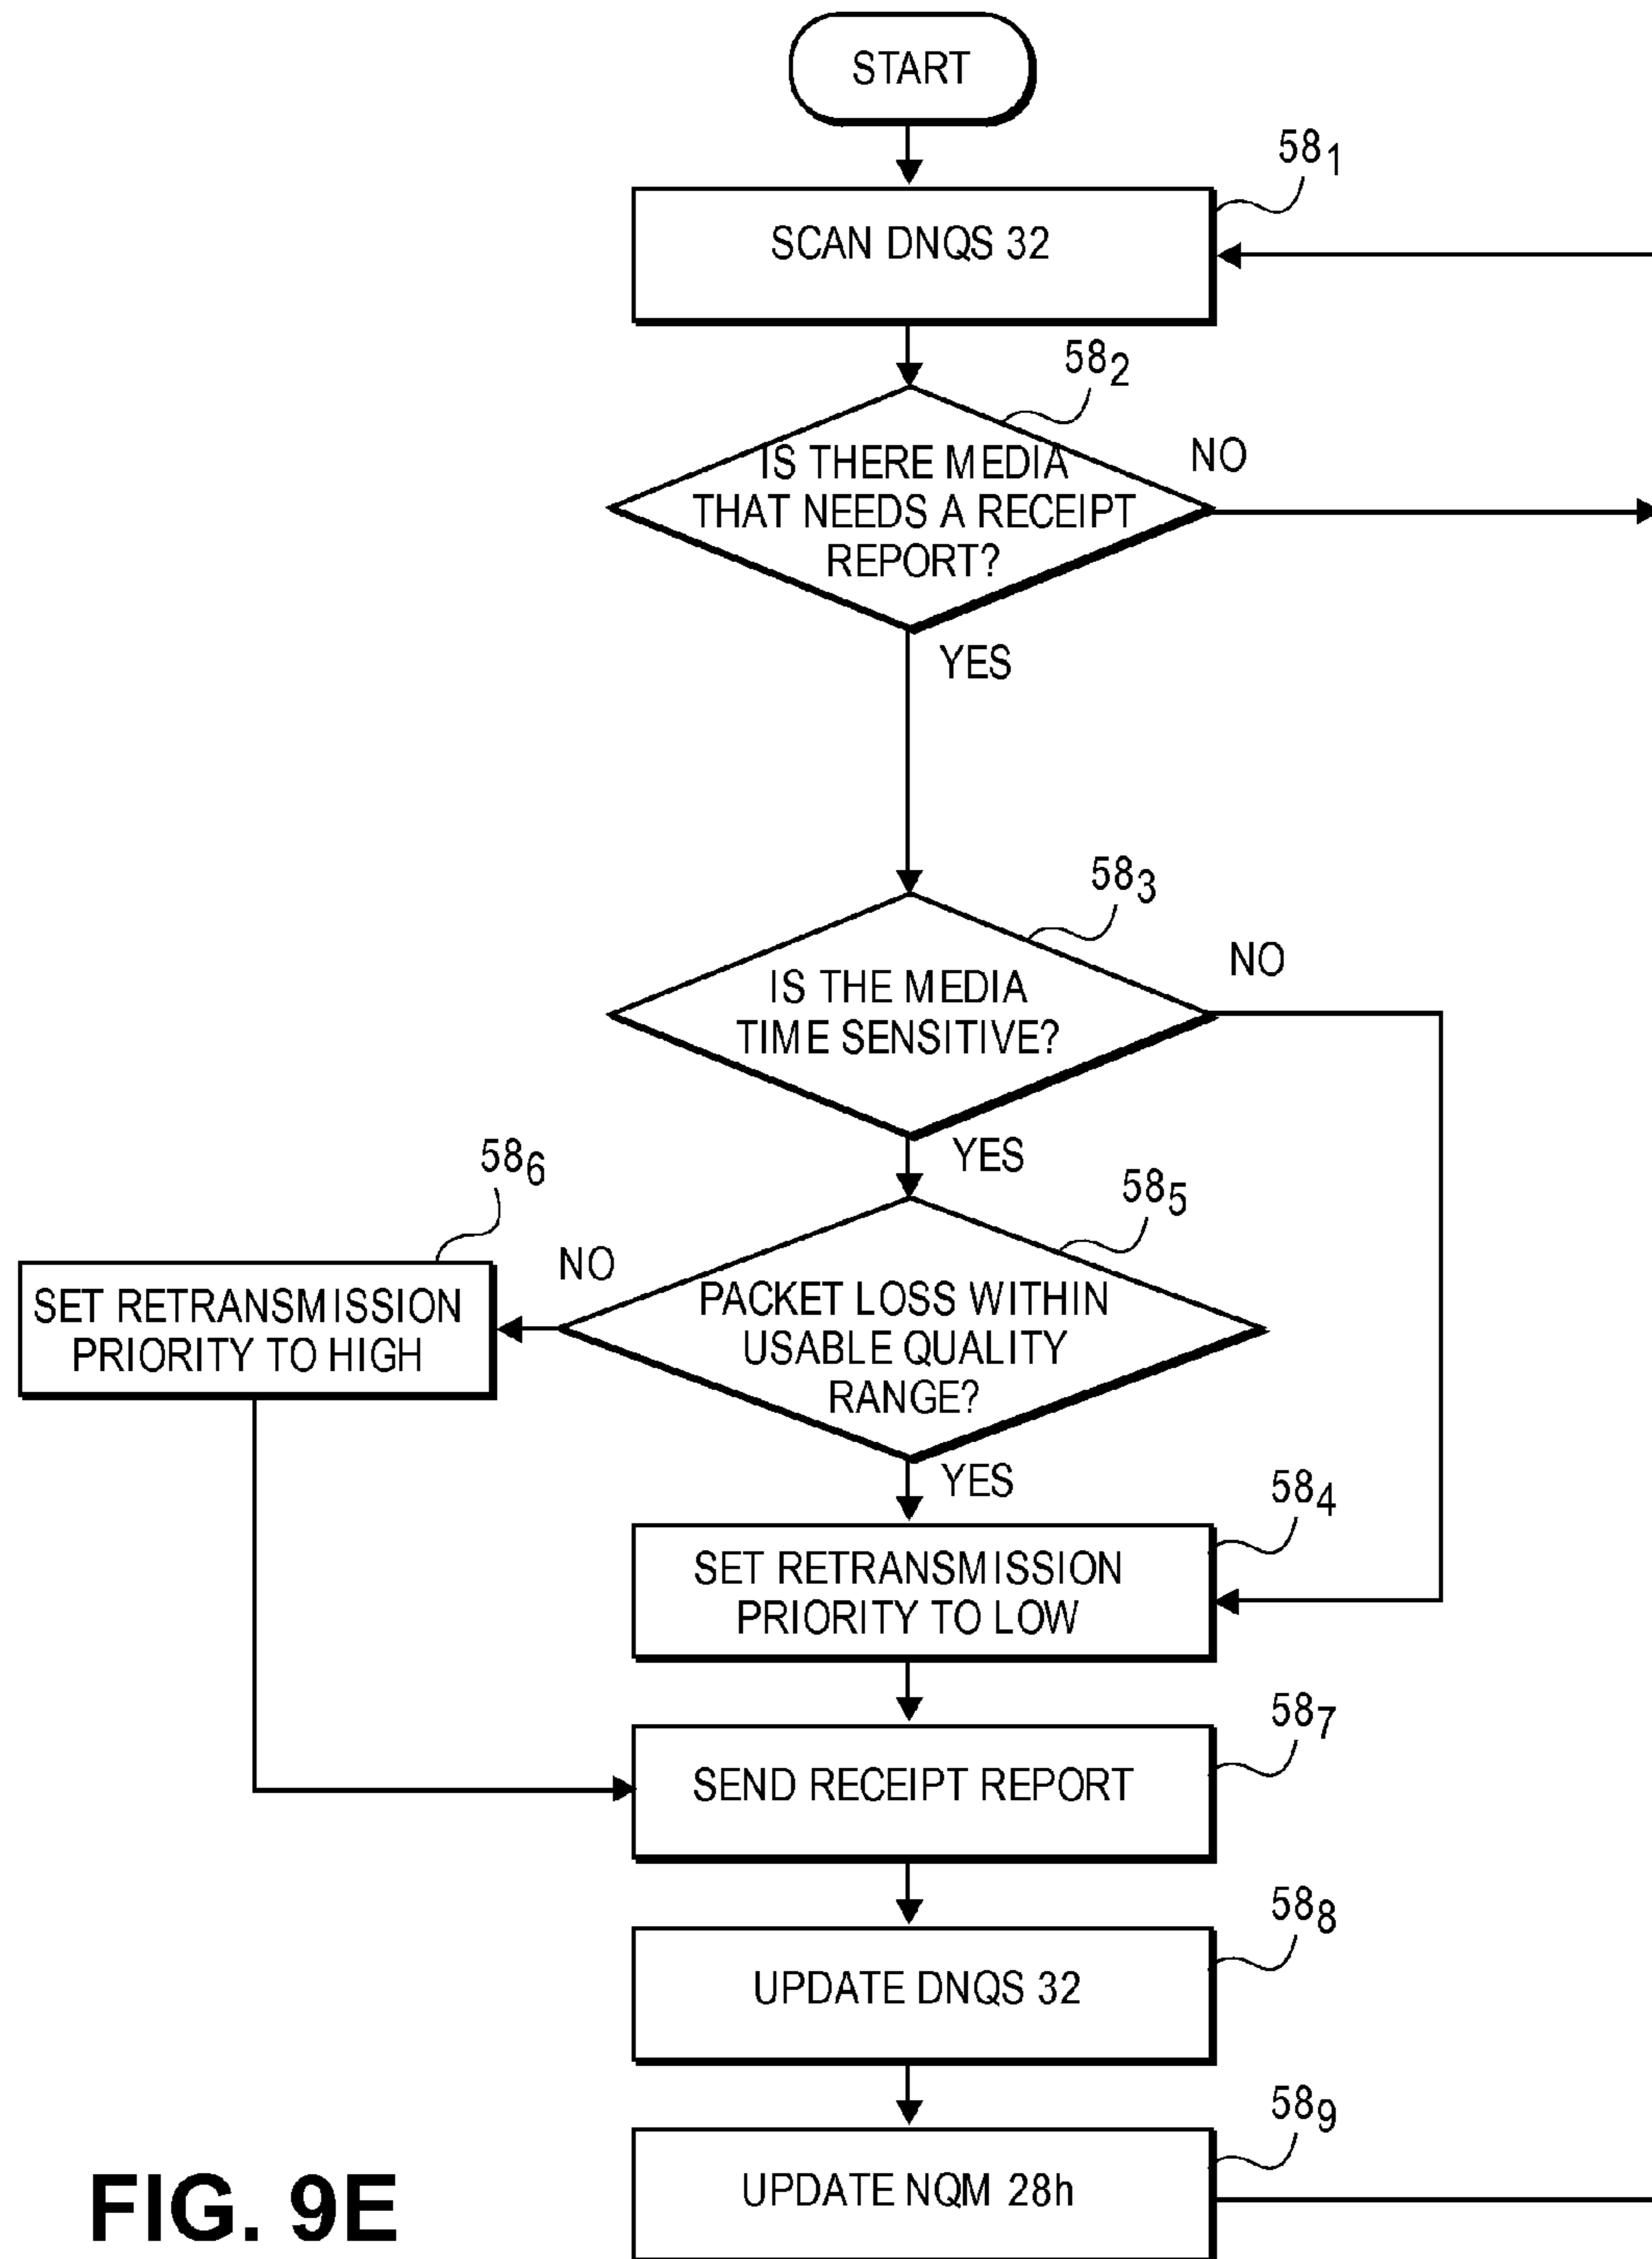 START
58₁
SCAN DNQS 32
58₂
IS THERE MEDIA
THAT NEEDS A RECEIPT
REPORT?
NO
YES
58₃
IS THE MEDIA
TIME SENSITIVE?
NO
YES
58₆
SET RETRANSMISSION
PRIORITY TO HIGH
58₅
NO
PACKET LOSS WITHIN
USABLE QUALITY
RANGE?
YES
58₄
SET RETRANSMISSION
PRIORITY TO LOW
58₇
SEND RECEIPT REPORT
58₈
UPDATE DNQS 32
58₉
UPDATE NQM 28h
FIG. 9E